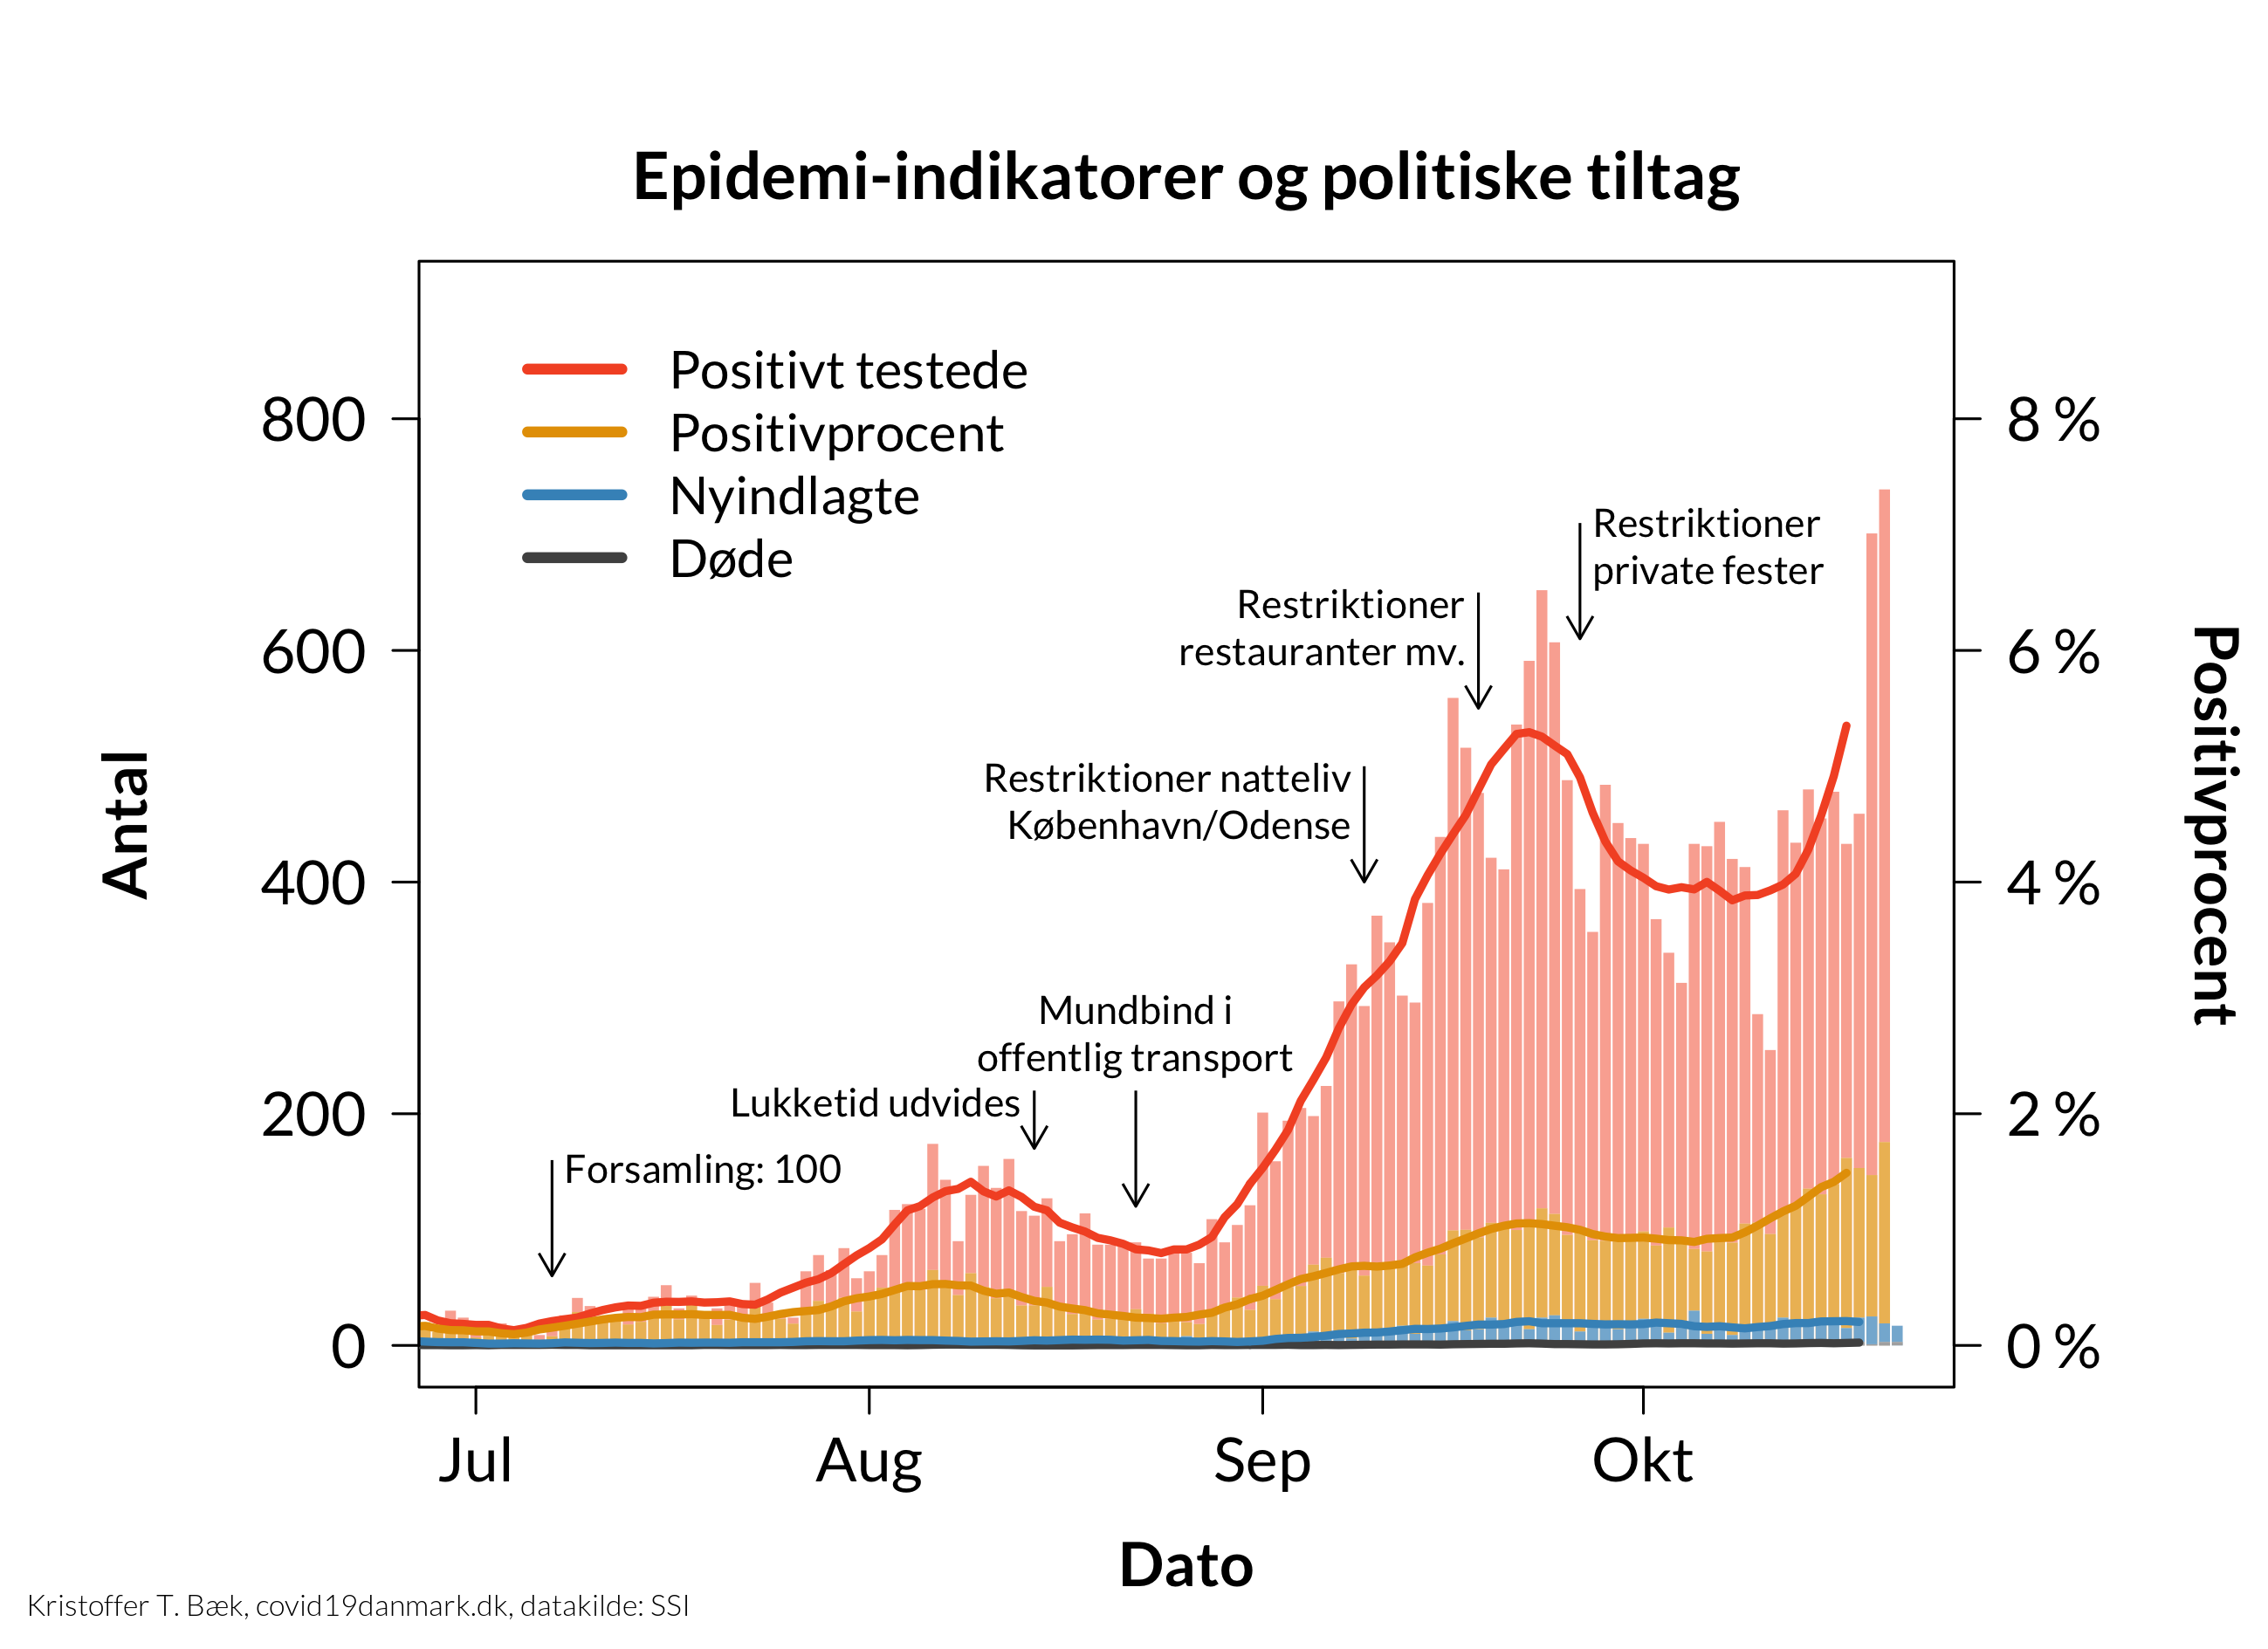 Epidemi-indikatorer og politiske tiltag
Positivt testede
Positivprocent
Nyindlagte
Døde
800
600
400
200
0
8 %
6 %
4 %
2 %
0 %
Antal
Positivprocent
Restriktioner
private fester
Restriktioner
restauranter mv.
Restriktioner natteliv
København/Odense
Mundbind i
offentlig transport
Lukketid udvides
Forsamling: 100
Jul
Aug
Sep
Okt
Dato
Kristoffer T. Bæk, covid19danmark.dk, datakilde: SSI